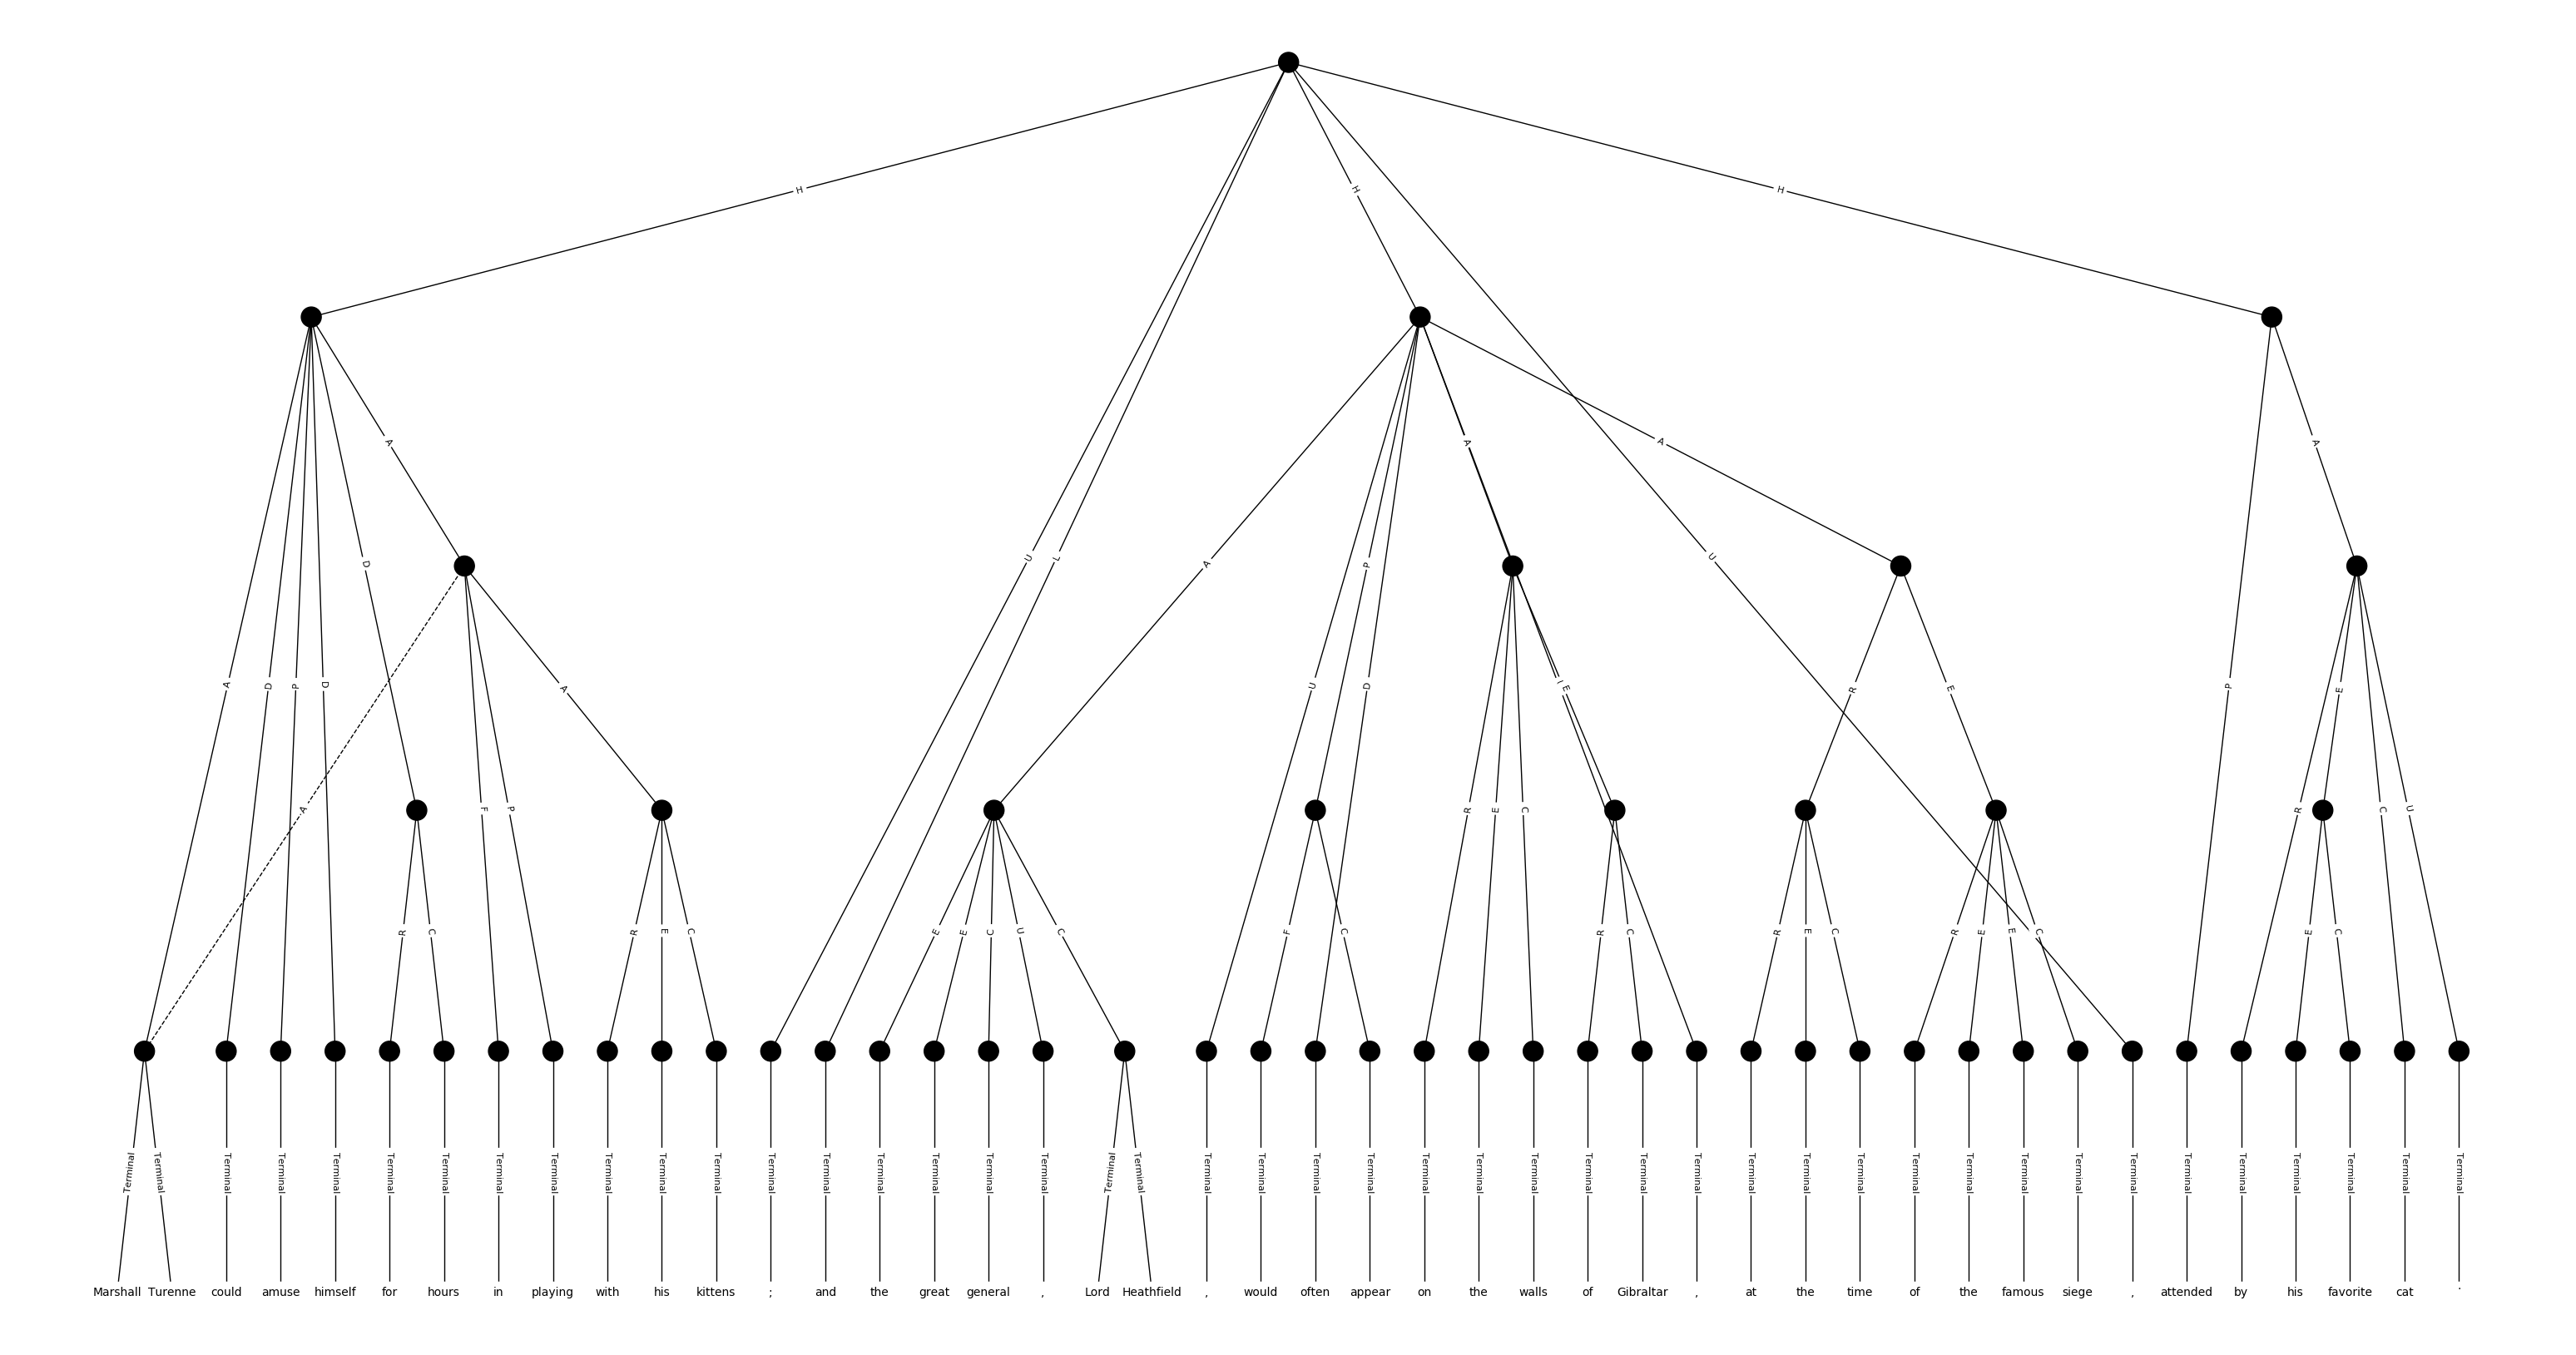 H
H
H
A
A
A
A
U
L
A
P
D
U
A
D
P
D
D
A
U
D
I
E
R
E
P
E
A
F
P
R
E
C
R
E
R
C
U
R
C
R
E
C
E
E
C
U
C
F
C
R
C
R
E
C
R
E
E
C
E
C
Terminal Terminal Terminal Terminal Terminal Terminal Terminal Terminal Terminal Terminal Terminal Terminal Terminal Terminal Terminal Terminal Terminal Terminal Terminal Terminal Terminal Terminal Terminal Terminal Terminal Terminal Terminal Terminal Terminal Terminal Terminal Terminal Terminal Terminal Terminal Terminal Terminal Terminal Terminal Terminal Terminal Terminal Terminal Terminal
Marshall Turenne could amuse himself for hours in playing with his kittens ; and the great general , Lord Heathfield , would often appear on the walls of Gibraltar , at the time of the famous siege , attended by his favorite cat .